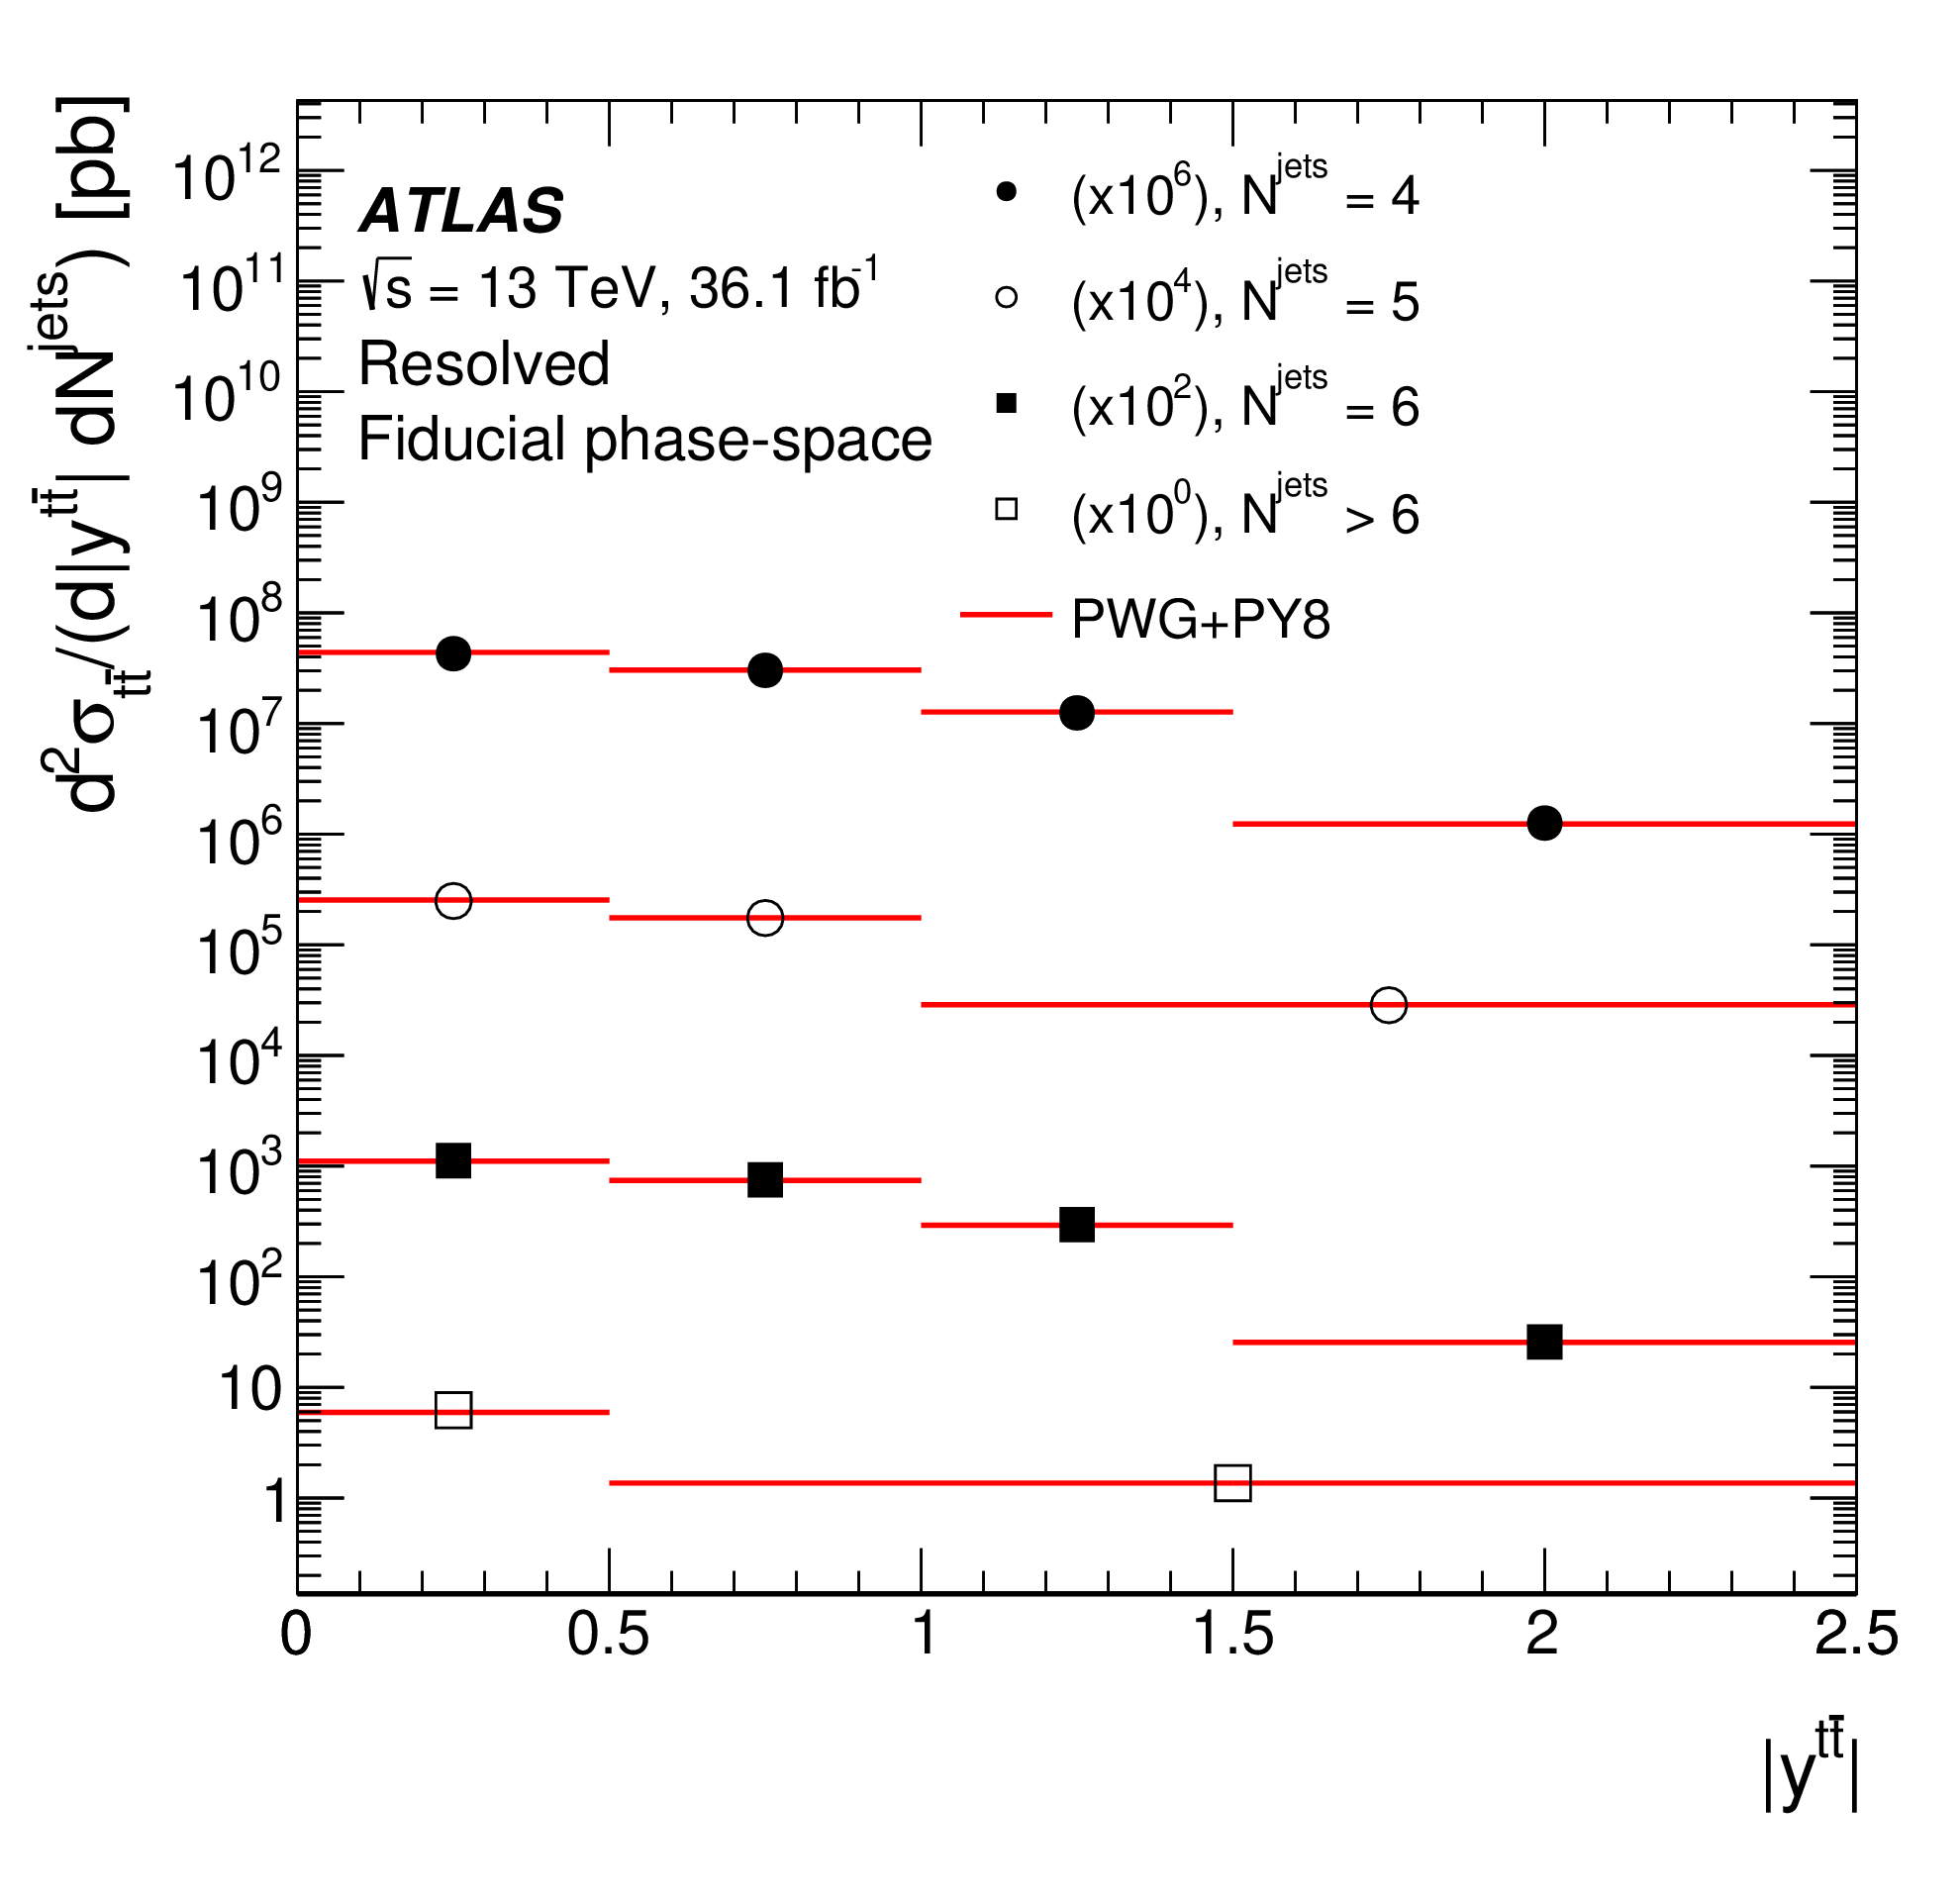 d²σ_tt̄/(d|y^tt̄| dN^jets) [pb]
10^12
10^11
10^10
10^9
10^8
10^7
10^6
10^5
10^4
10^3
10^2
10
1
ATLAS
√s = 13 TeV, 36.1 fb^-1
Resolved
Fiducial phase-space
(x10^6), N^jets = 4
(x10^4), N^jets = 5
(x10^2), N^jets = 6
(x10^0), N^jets > 6
PWG+PY8
0 0.5 1 1.5 2 2.5
|y^tt̄|